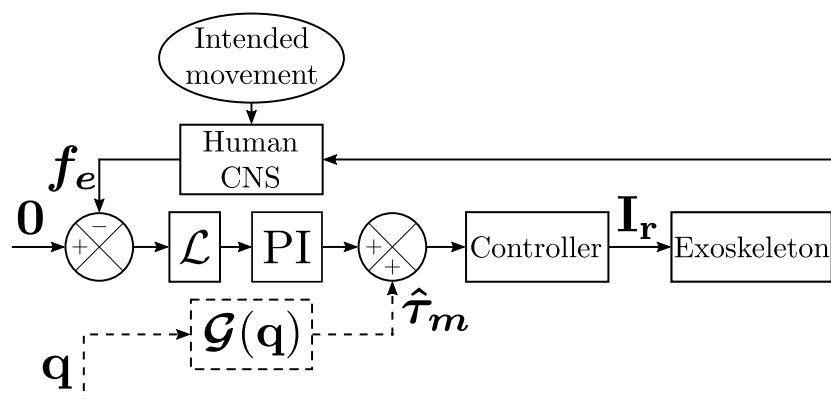 Intended
movement
Human
CNS
f_e
0
+ −
ℒ
PI
+ +
Controller
I_r
Exoskeleton
𝓖(q)
τ̂_m
q